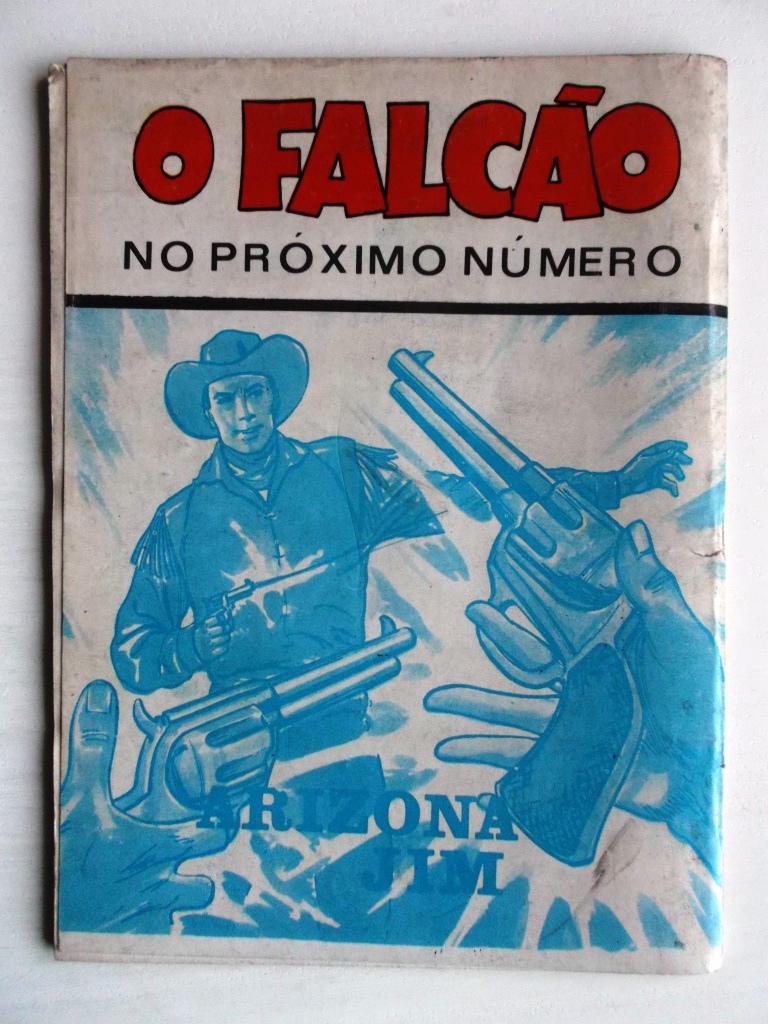 O FALCÃO
NO PRÓXIMO NÚMERO
ARIZONA
JIM